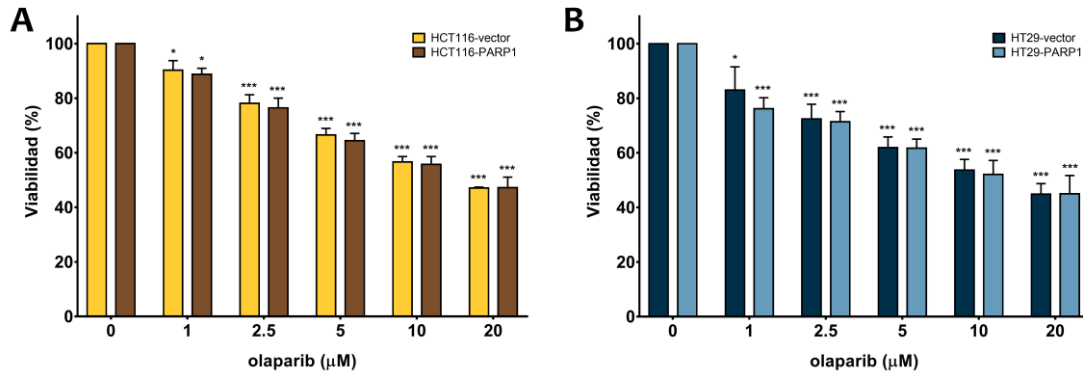 A
Viabilidad (%)
100
80
60
40
20
0
HCT116-vector
HCT116-PARP1
* *
*** ***
*** ***
*** ***
*** ***
0 1 2.5 5 10 20
olaparib (μM)
B
Viabilidad (%)
100
80
60
40
20
0
HT29-vector
HT29-PARP1
* ***
*** ***
*** ***
*** ***
*** ***
0 1 2.5 5 10 20
olaparib (μM)